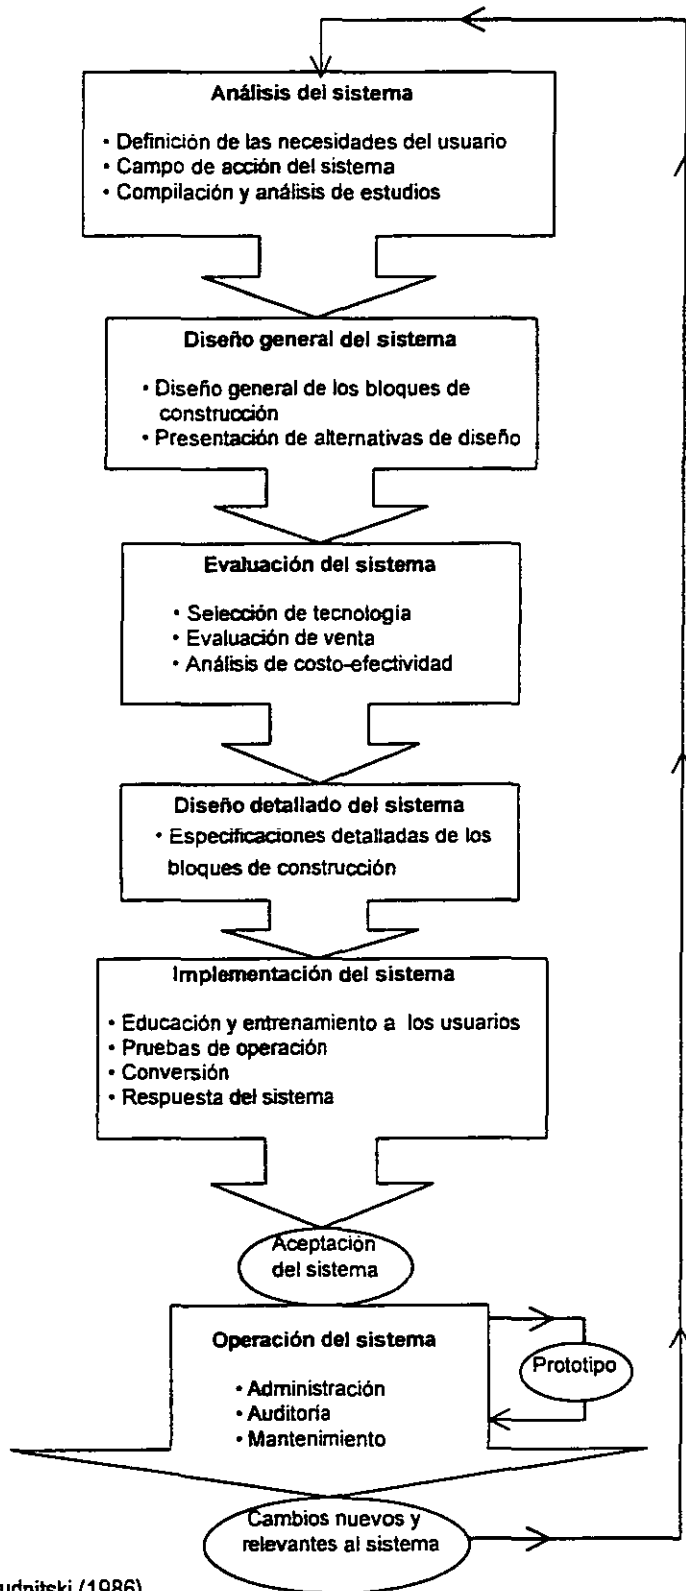 Análisis del sistema
• Definición de las necesidades del usuario
• Campo de acción del sistema
• Compilación y análisis de estudios
Diseño general del sistema
• Diseño general de los bloques de
construcción
• Presentación de alternativas de diseño
Evaluación del sistema
• Selección de tecnología
• Evaluación de venta
• Análisis de costo-efectividad
Diseño detallado del sistema
• Especificaciones detalladas de los
bloques de construcción
Implementación del sistema
• Educación y entrenamiento a los usuarios
• Pruebas de operación
• Conversión
• Respuesta del sistema
Aceptación
del sistema
Operación del sistema
• Administración
• Auditoría
• Mantenimiento
Prototipo
Cambios nuevos y
relevantes al sistema
udnitski (1986)